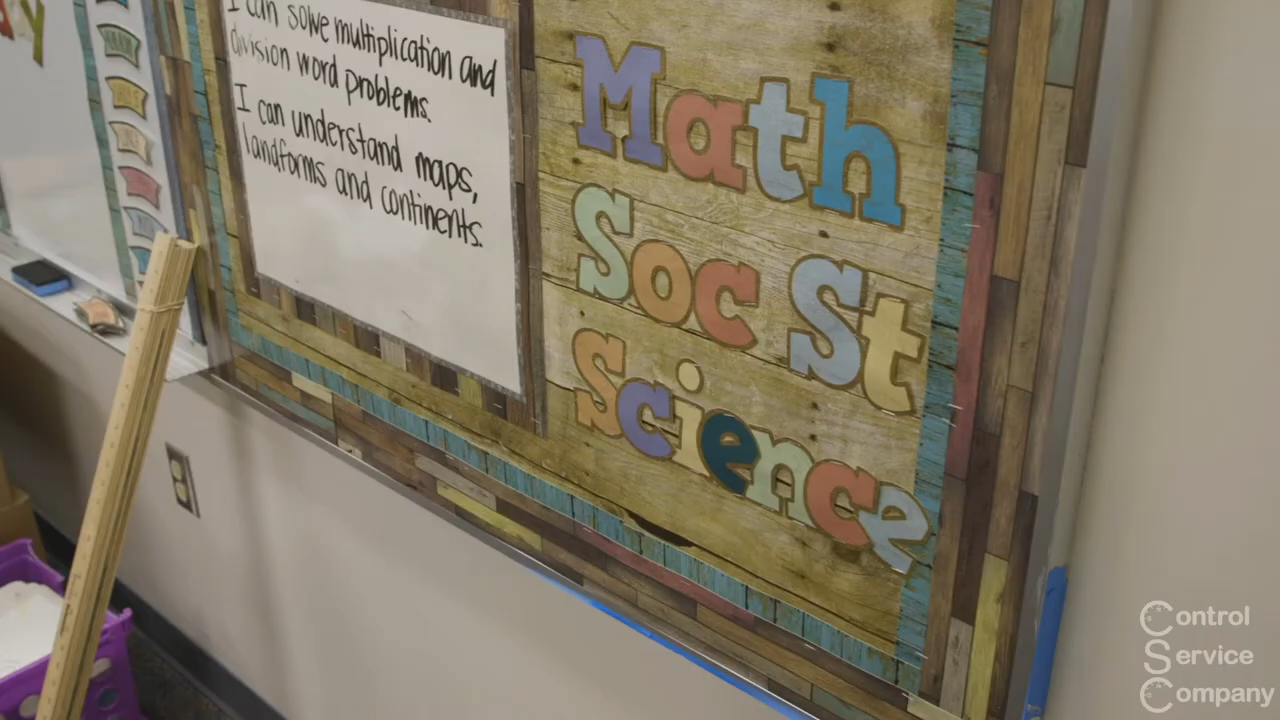 I can solve multiplication and
division word problems.
I can understand maps,
landforms and continents.
Math
Soc St
Science
Control
Service
Company